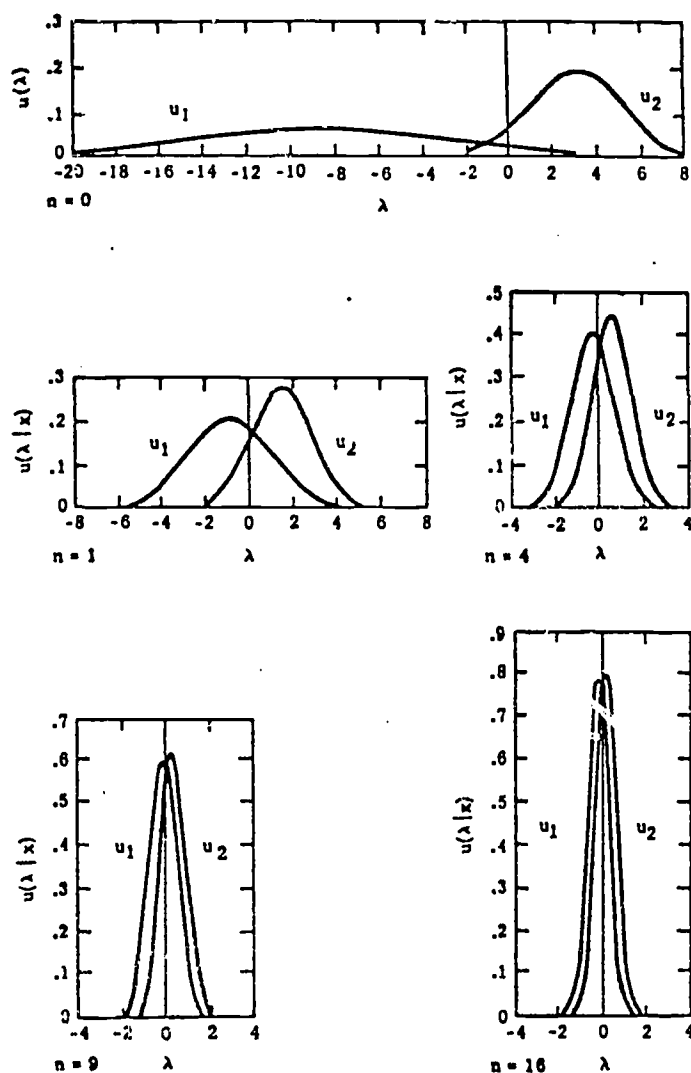 .3
u(λ)
.2
u₁
u₂
.1
0
-20 -18 -16 -14 -12 -10 -8 -6 -4 -2 0 2 4 6 8
n = 0
λ
.5
.4
.3
u(λ|x)
.2
u₁
u₂
.1
0
-4 -2 0 2 4
n = 4
λ
.3
u(λ|x)
.2
u₁
u₂
.1
0
-8 -6 -4 -2 0 2 4 6 8
n = 1
λ
.7
.6
.5
u(λ|x)
.4
u₁
u₂
.3
.2
.1
0
-4 -2 0 2 4
n = 9
λ
.9
.8
.7
.6
.5
u(λ|x)
u₁
u₂
.4
.3
.2
.1
0
-4 -2 0 2 4
n = 16
λ